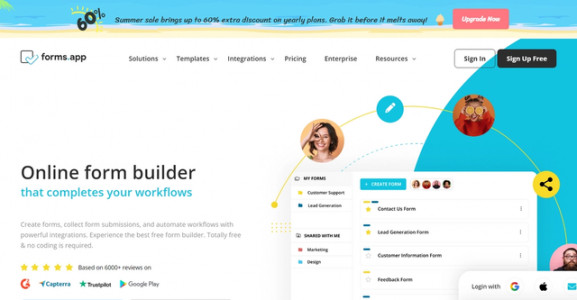 60%
Summer sale brings up to 60% extra discount on yearly plans. Grab it before it melts away!
Upgrade Now
forms.app
Solutions
Templates
Integrations
Pricing
Enterprise
Resources
Sign In
Sign Up Free
Online form builder
that completes your workflows
Create forms, collect form submissions, and automate workflows with
powerful integrations. Experience the best free form builder. Totally free
& no coding is required.
Based on 6000+ reviews on
Capterra
Trustpilot
Google Play
MY FORMS
Customer Support
Lead Generation
SHARED WITH ME
Marketing
Design
+ CREATE FORM
Contact Us Form
Lead Generation Form
Customer Information Form
Feedback Form
Login with